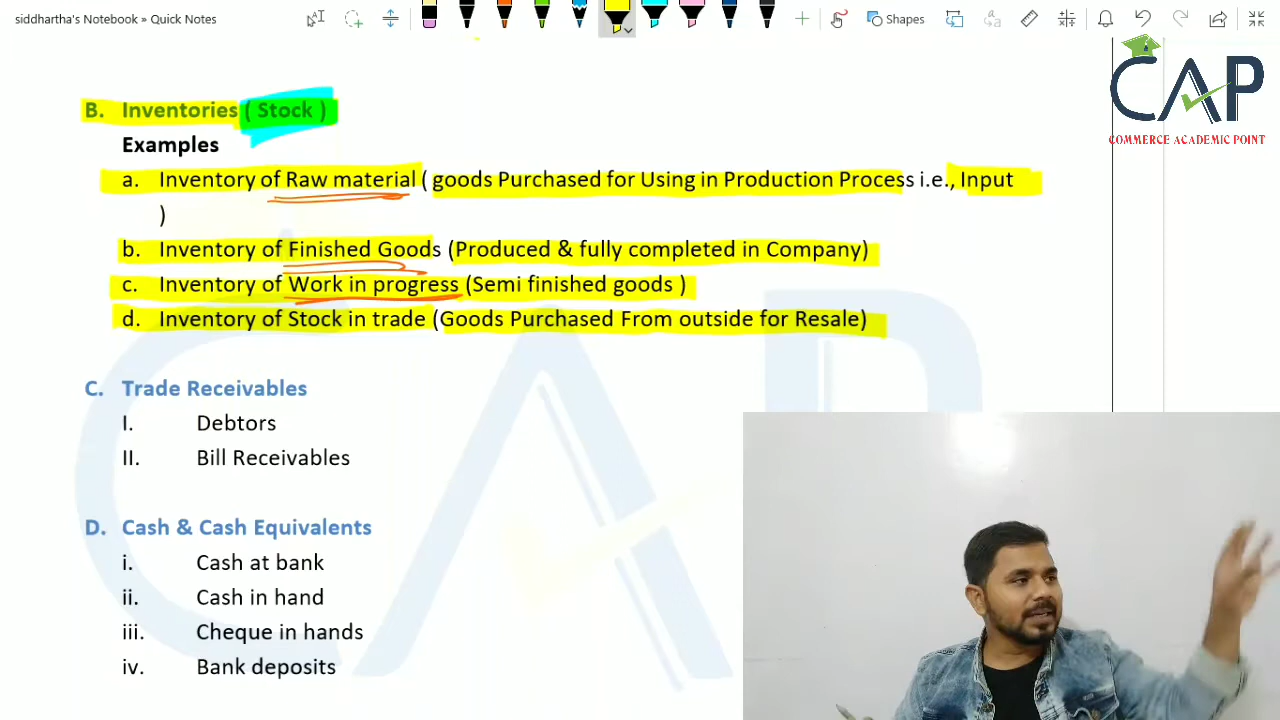 siddhartha's Notebook » Quick Notes
Shapes
CAP
COMMERCE ACADEMIC POINT
B. Inventories ( Stock )
Examples
a. Inventory of Raw material ( goods Purchased for Using in Production Process i.e., Input
)
b. Inventory of Finished Goods (Produced & fully completed in Company)
c. Inventory of Work in progress (Semi finished goods )
d. Inventory of Stock in trade (Goods Purchased From outside for Resale)
C. Trade Receivables
I. Debtors
II. Bill Receivables
D. Cash & Cash Equivalents
i. Cash at bank
ii. Cash in hand
iii. Cheque in hands
iv. Bank deposits